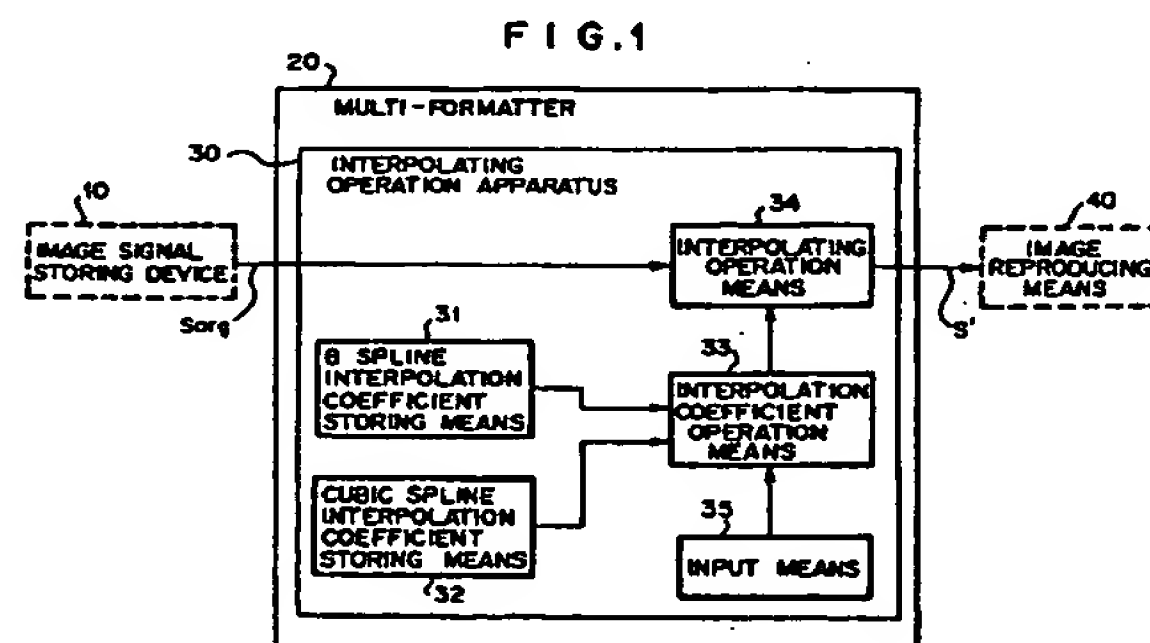 FIG.1
20
MULTI-FORMATTER
30
INTERPOLATING
OPERATION APPARATUS
10
IMAGE SIGNAL
STORING DEVICE
Sorg
34
INTERPOLATING
OPERATION
MEANS
40
IMAGE
REPRODUCING
MEANS
S'
31
B SPLINE
INTERPOLATION
COEFFICIENT
STORING MEANS
33
INTERPOLATION
COEFFICIENT
OPERATION
MEANS
CUBIC SPLINE
INTERPOLATION
COEFFICIENT
STORING MEANS
32
35
INPUT MEANS